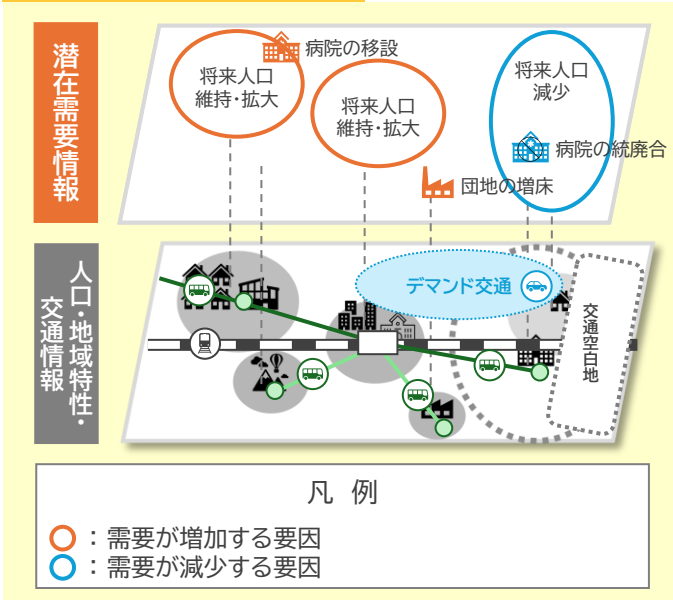 潜在需要情報
病院の移設
将来人口
維持・拡大
将来人口
維持・拡大
将来人口
減少
病院の統廃合
団地の増床
人口・地域特性・
交通情報
デマンド交通
交通空白地
凡 例
：需要が増加する要因
：需要が減少する要因